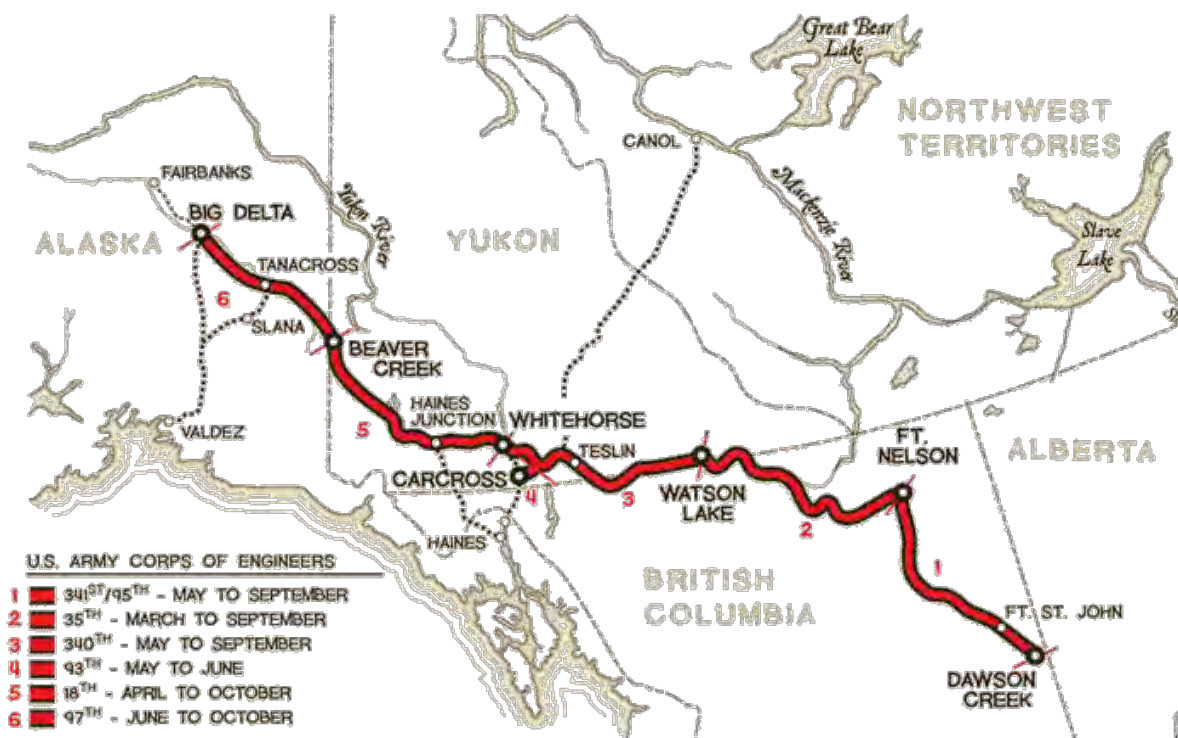 Great Bear
Lake
NORTHWEST
TERRITORIES
CANOL
FAIRBANKS
Yukon River
Mackenzie River
BIG DELTA
ALASKA
YUKON
Slave
Lake
TANACROSS
6
SLANA
BEAVER
CREEK
HAINES
JUNCTION
WHITEHORSE
VALDEZ
5
TESLIN
FT.
NELSON
ALBERTA
CARCROSS
4
3
WATSON
LAKE
2
HAINES
1
BRITISH
COLUMBIA
FT. ST. JOHN
DAWSON
CREEK
U.S. ARMY CORPS OF ENGINEERS
1 341ST/95TH - MAY TO SEPTEMBER
2 35TH - MARCH TO SEPTEMBER
3 340TH - MAY TO SEPTEMBER
4 93TH - MAY TO JUNE
5 18TH - APRIL TO OCTOBER
6 97TH - JUNE TO OCTOBER